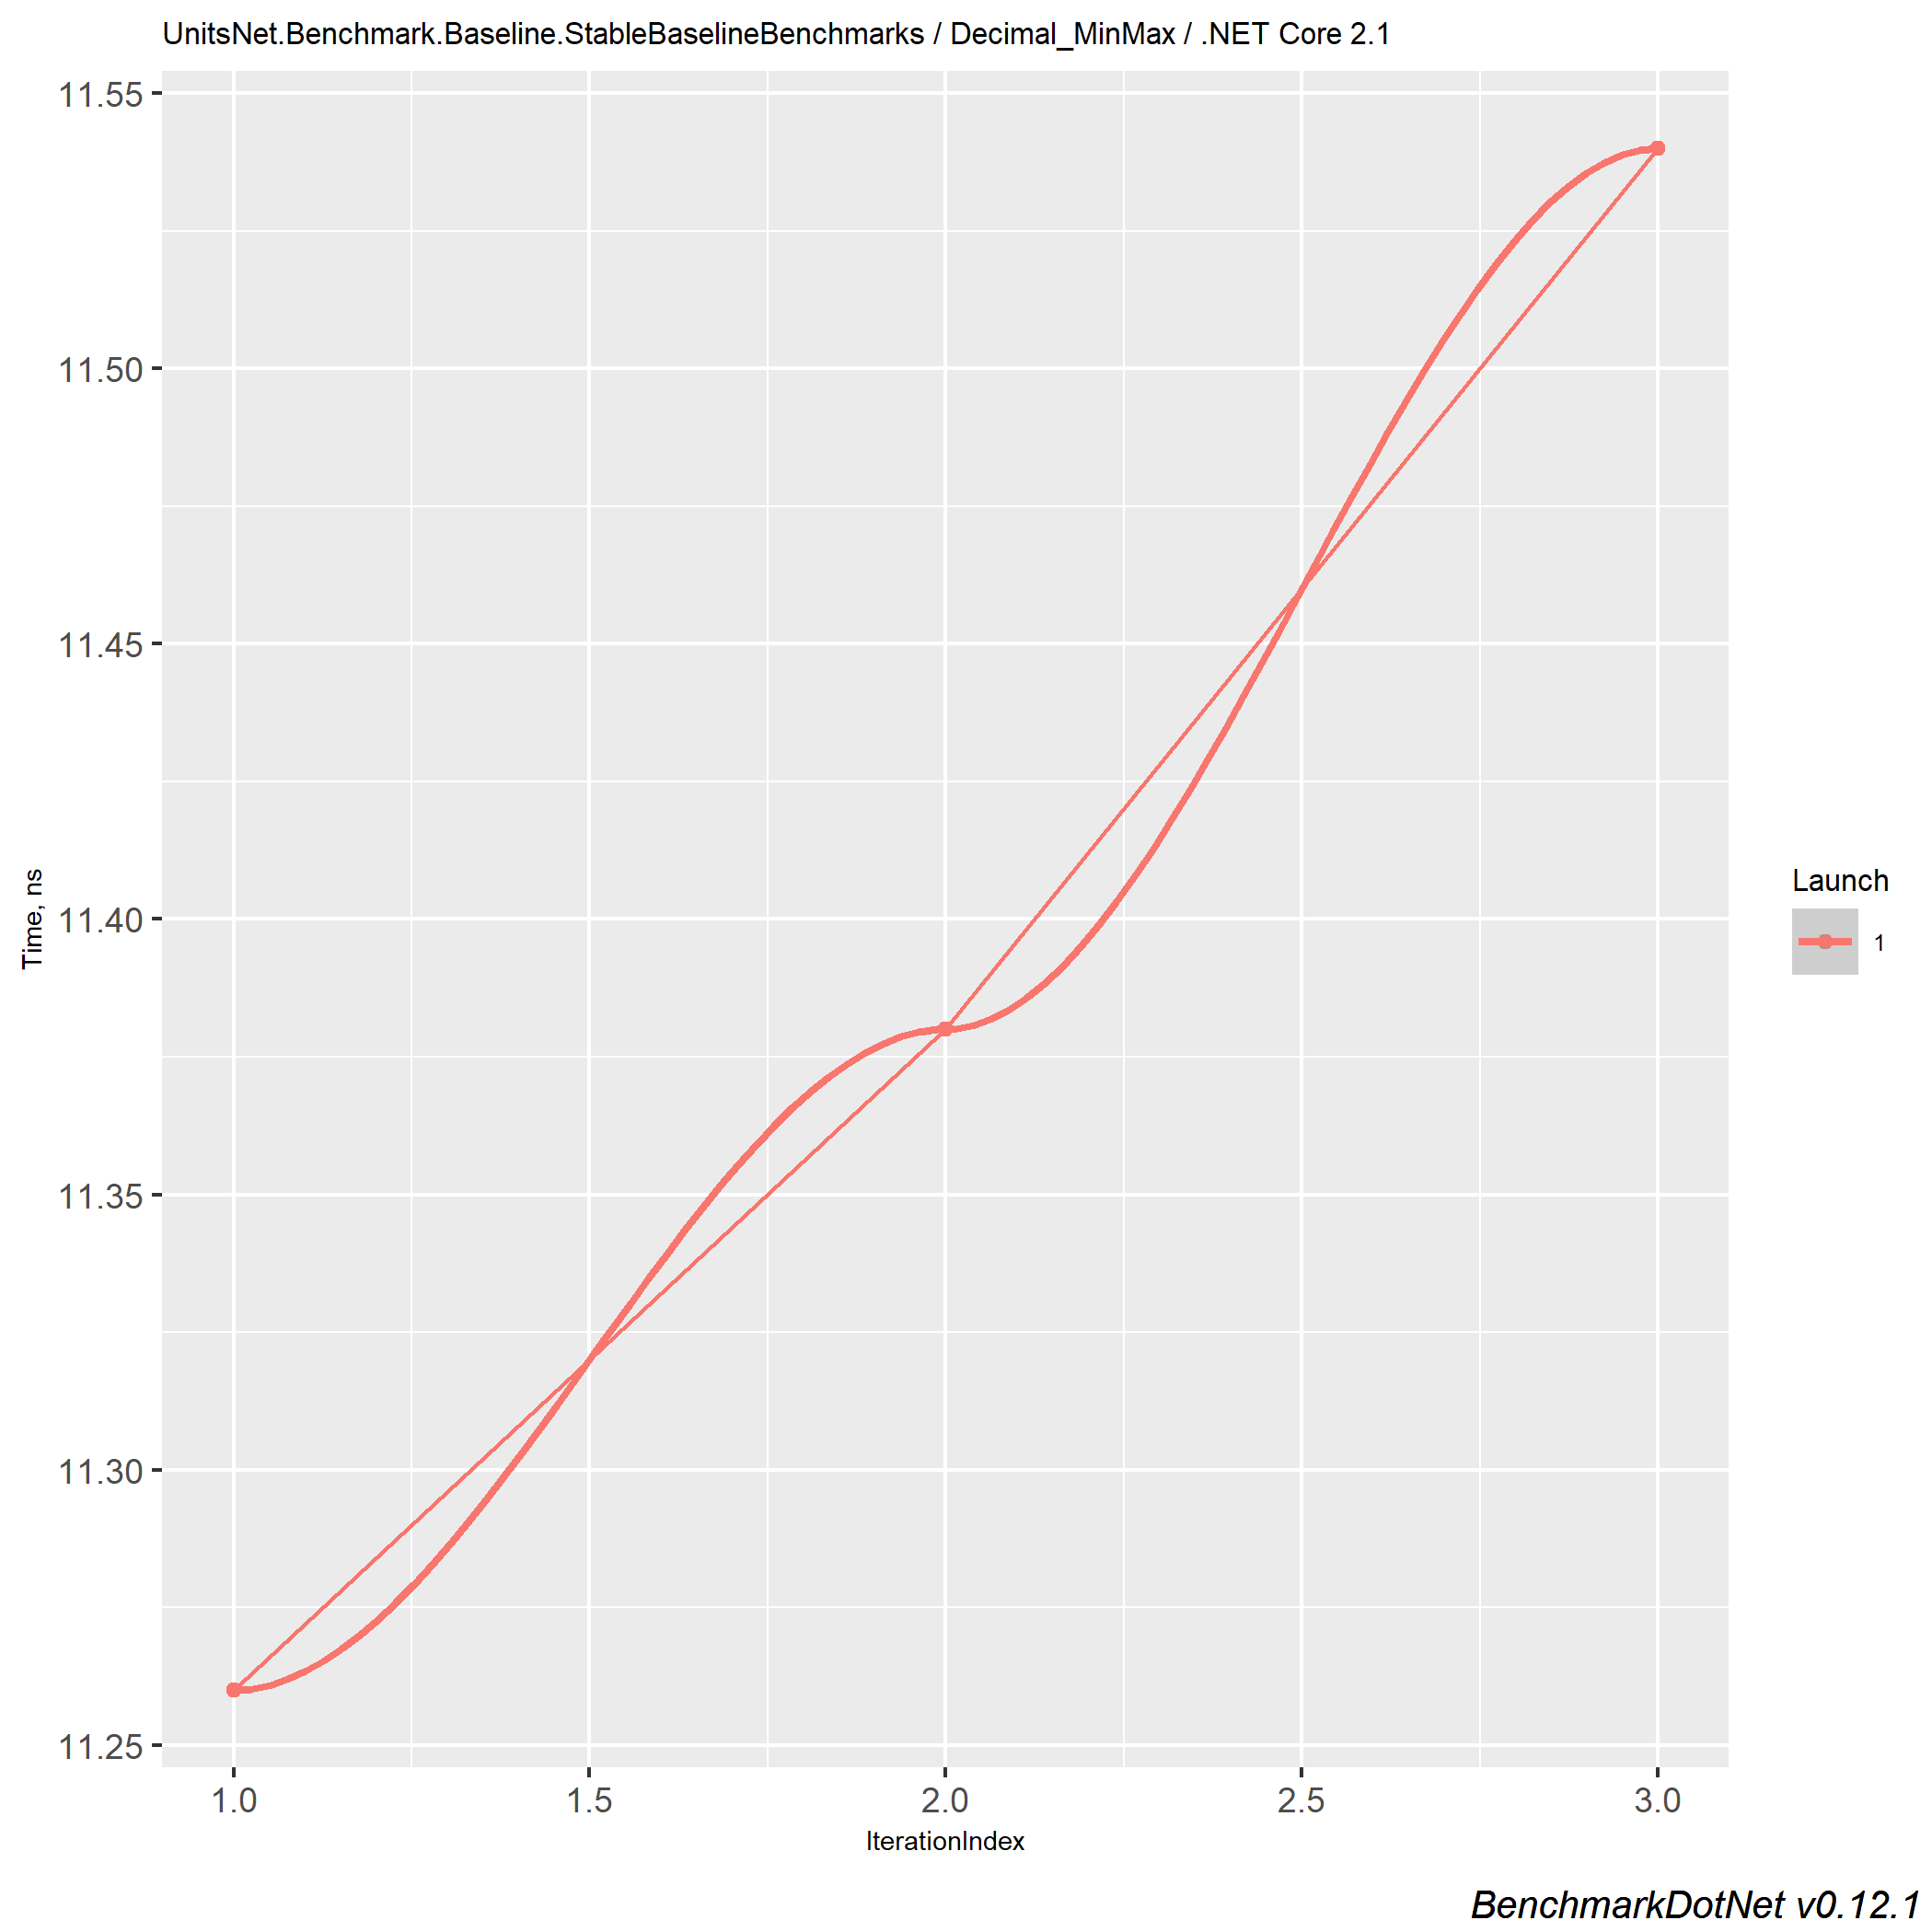 UnitsNet.Benchmark.Baseline.StableBaselineBenchmarks / Decimal_MinMax / .NET Core 2.1
11.55
11.50
11.45
11.40
11.35
11.30
11.25
Time, ns
1.0 1.5 2.0 2.5 3.0
IterationIndex
Launch
1
BenchmarkDotNet v0.12.1